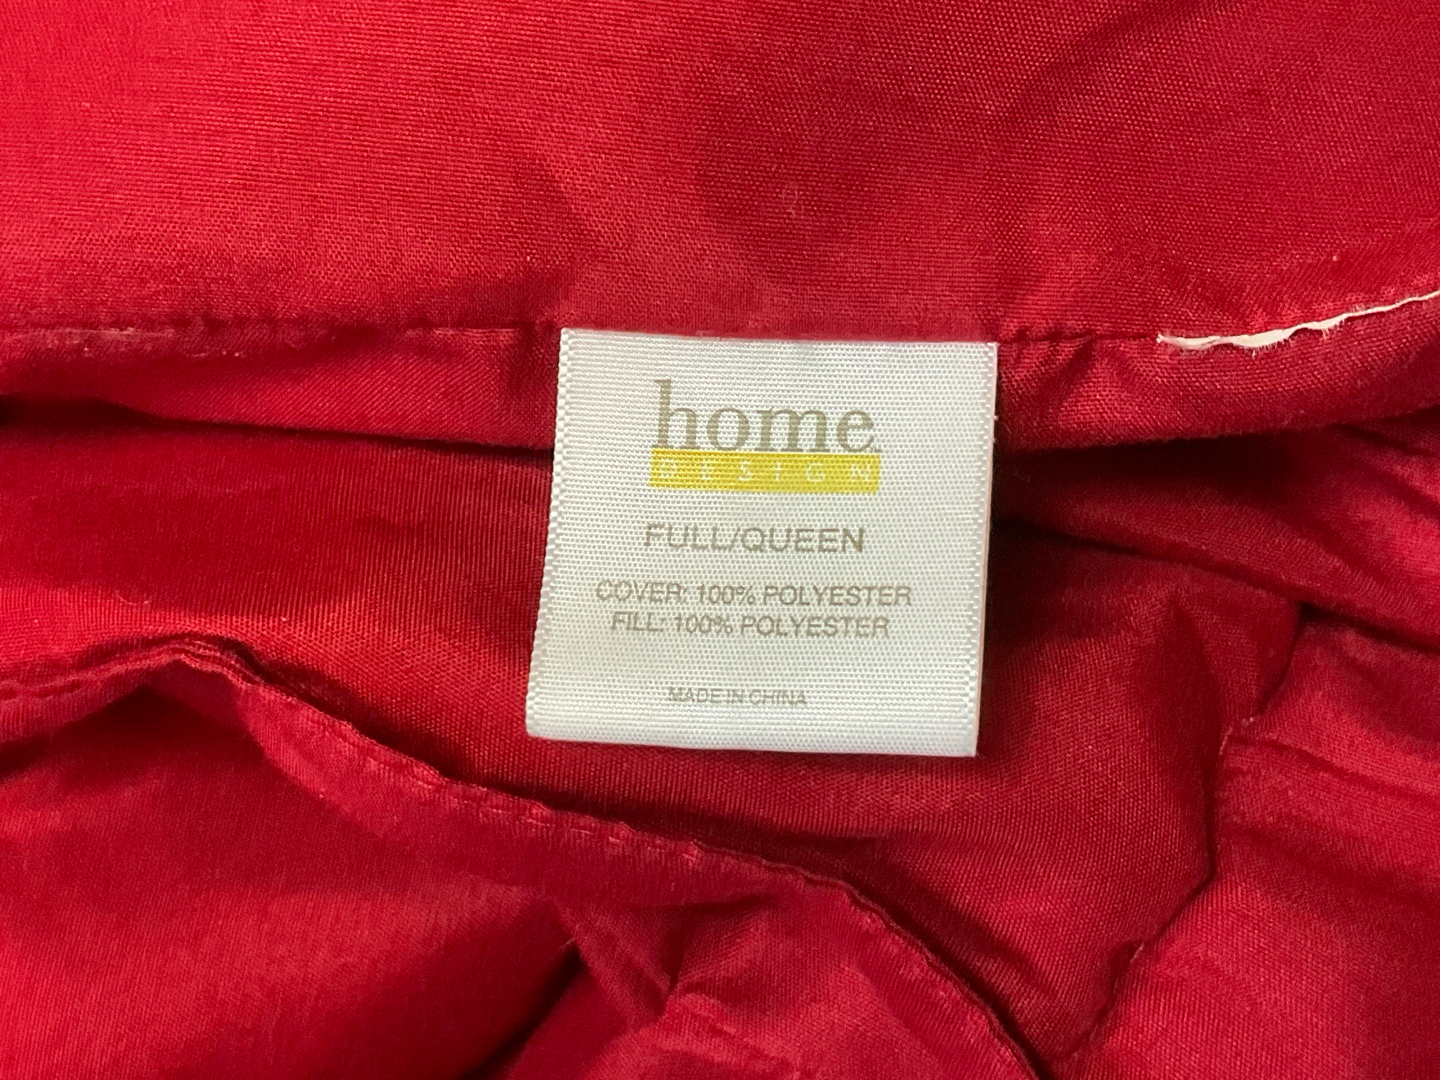 home
DESIGN
FULL/QUEEN
COVER: 100% POLYESTER
FILL: 100% POLYESTER
MADE IN CHINA